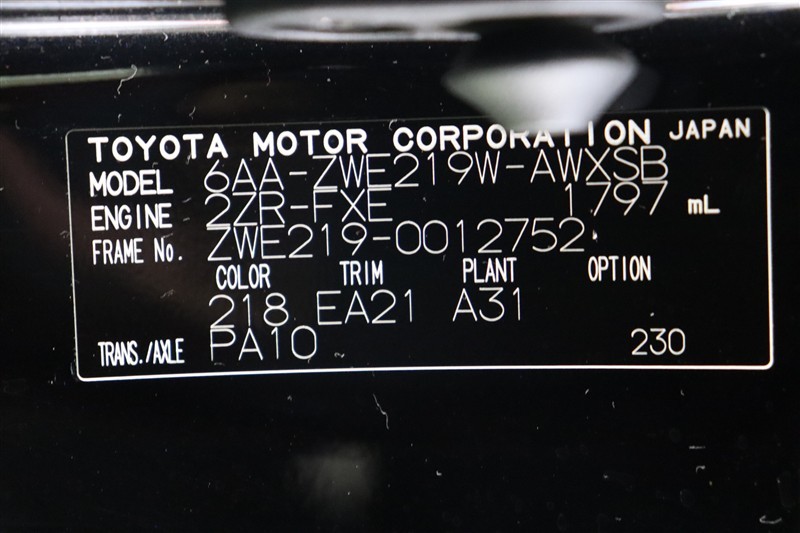 TOYOTA MOTOR CORPORATION JAPAN
MODEL 6AA-ZWE219W-AWXSB
ENGINE 2ZR-FXE 1797 mL
FRAME No. ZWE219-0012752
COLOR TRIM PLANT OPTION
218 EA21 A31
TRANS./AXLE PA10 230